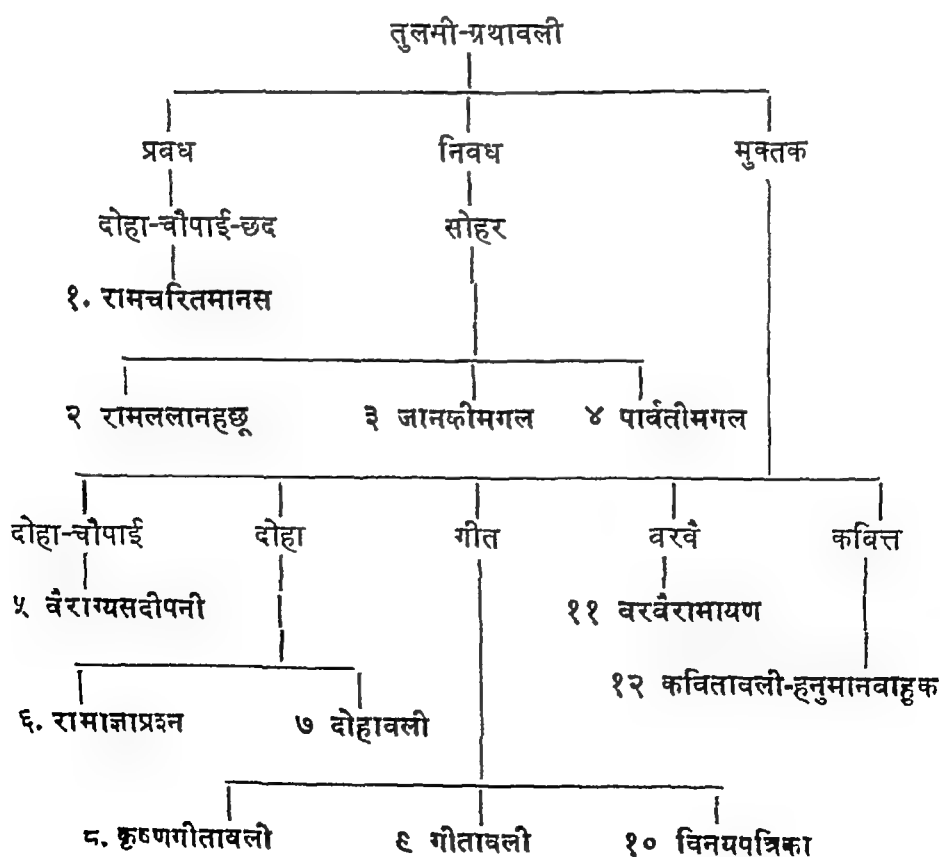 तुलमी-ग्रथावली
प्रवध निवध मुक्तक
दोहा-चौपाई-छद सोहर
१. रामचरितमानस
२ रामललानहछू ३ जानकीमगल ४ पार्वतीमगल
दोहा-चौपाई दोहा गीत वरवै कबित्त
५ वैराग्यसदीपनी ११ वरवैरामायण
१२ कवितावली-हनुमानवाहुक
६. रामाज्ञाप्रश्न ७ दोहावली
८. कृष्णगीतावली ९ गीतावली १० विनयपत्रिका